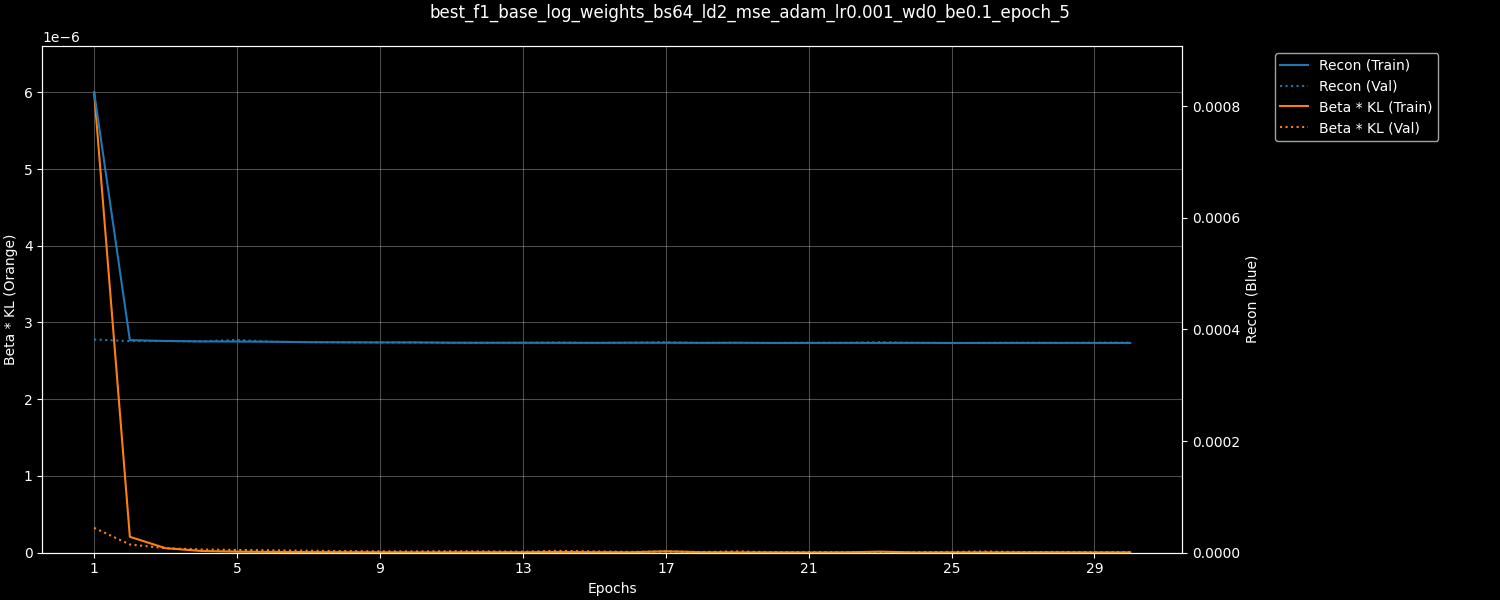 best_f1_base_log_weights_bs64_ld2_mse_adam_lr0.001_wd0_be0.1_epoch_5
1e−6
6
5
4
3
2
1
0
Beta * KL (Orange)
1 5 9 13 17 21 25 29
Epochs
0.0008
0.0006
0.0004
0.0002
0.0000
Recon (Blue)
Recon (Train)
Recon (Val)
Beta * KL (Train)
Beta * KL (Val)